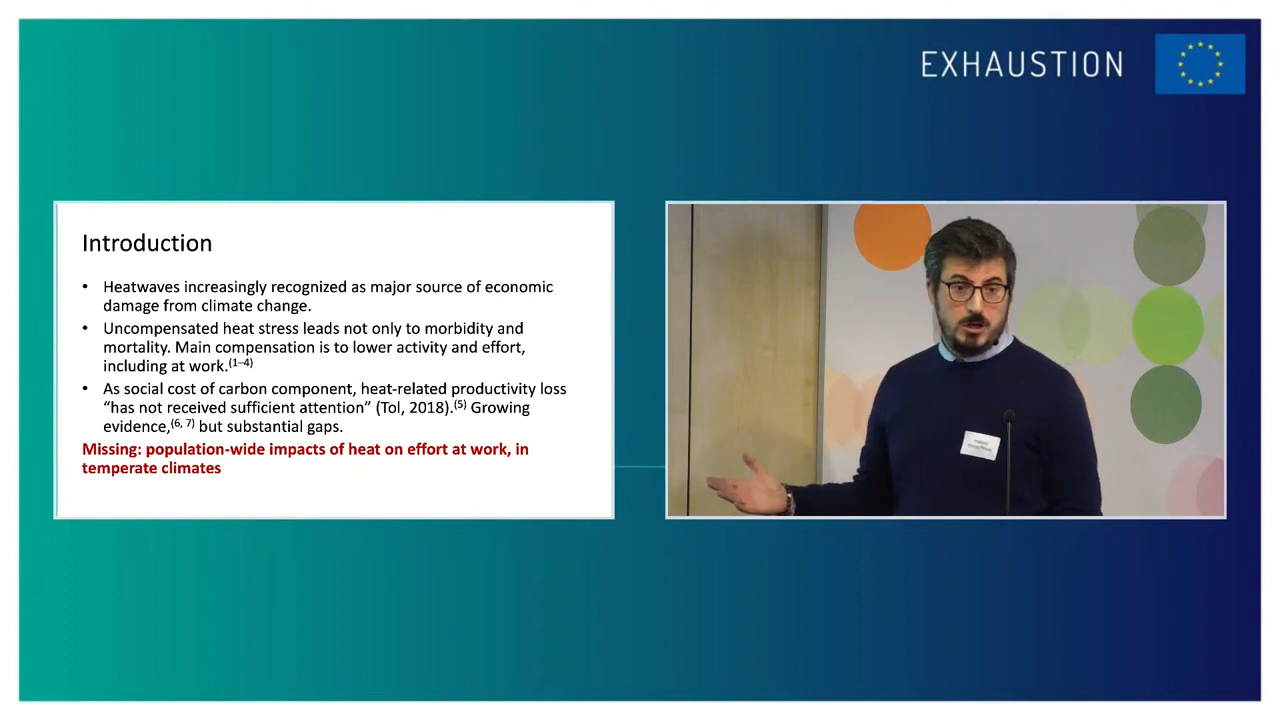 EXHAUSTION
Introduction
• Heatwaves increasingly recognized as major source of economic
damage from climate change.
• Uncompensated heat stress leads not only to morbidity and
mortality. Main compensation is to lower activity and effort,
including at work.(1–4)
• As social cost of carbon component, heat-related productivity loss
“has not received sufficient attention” (Tol, 2018).(5) Growing
evidence,(6, 7) but substantial gaps.
Missing: population-wide impacts of heat on effort at work, in
temperate climates